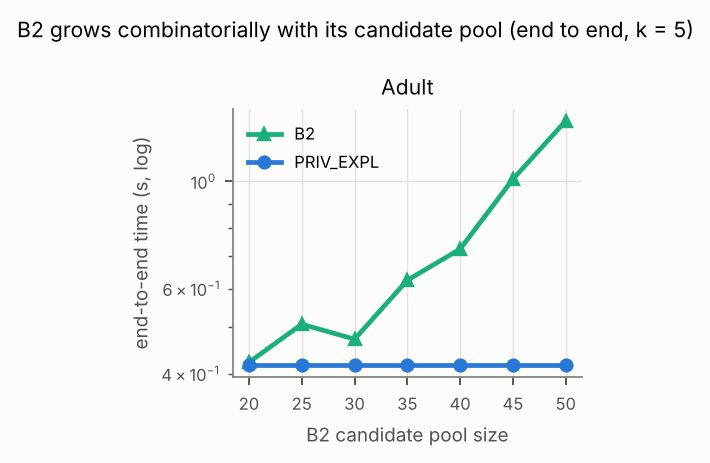 B2 grows combinatorially with its candidate pool (end to end, k = 5)
Adult
B2
PRIV_EXPL
end-to-end time (s, log)
10⁰
6 × 10⁻¹
4 × 10⁻¹
20 25 30 35 40 45 50
B2 candidate pool size